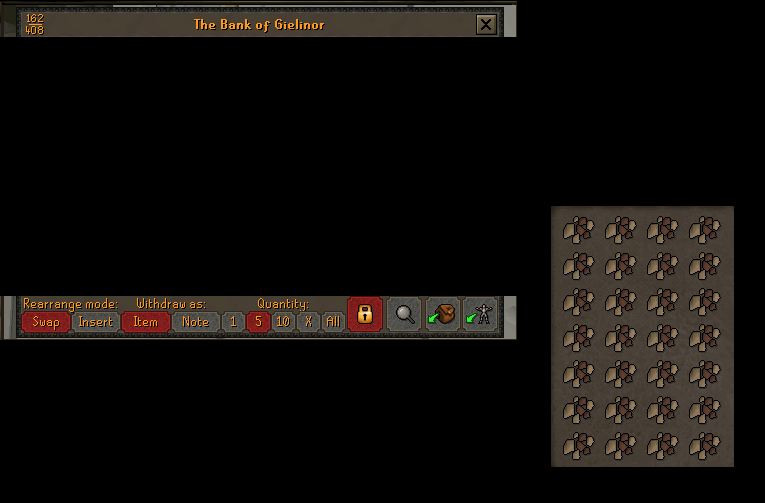 162
408
The Bank of Gielinor
Rearrange mode: Withdraw as: Quantity:
Swap Insert Item Note 1 5 10 X All